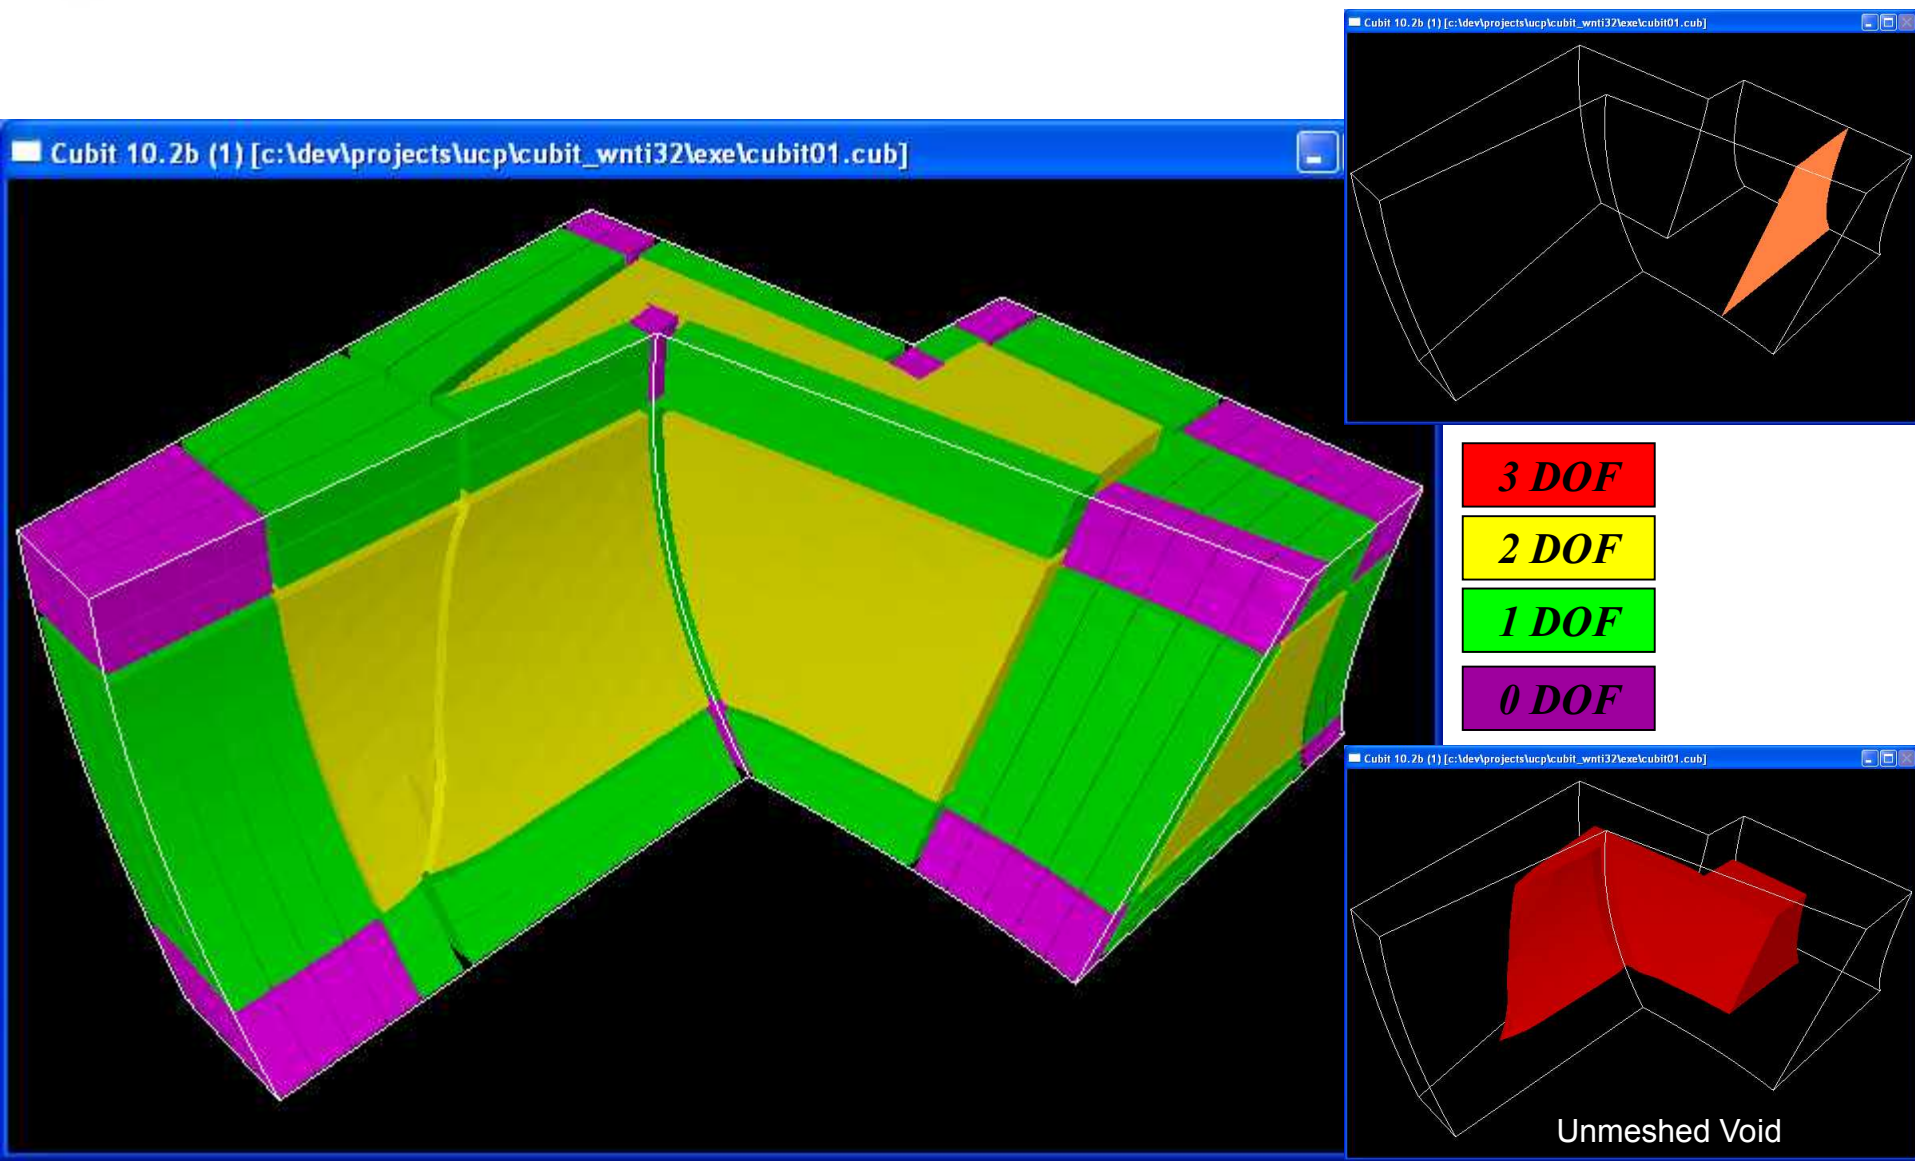 Cubit 10.2b (1) [c:\dev\projects\ucp\cubit_wnti32\exe\cubit01.cub]
Cubit 10.2b (1) [c:\dev\projects\ucp\cubit_wnti32\exe\cubit01.cub]
3 DOF
2 DOF
1 DOF
0 DOF
Cubit 10.2b (1) [c:\dev\projects\ucp\cubit_wnti32\exe\cubit01.cub]
Unmeshed Void